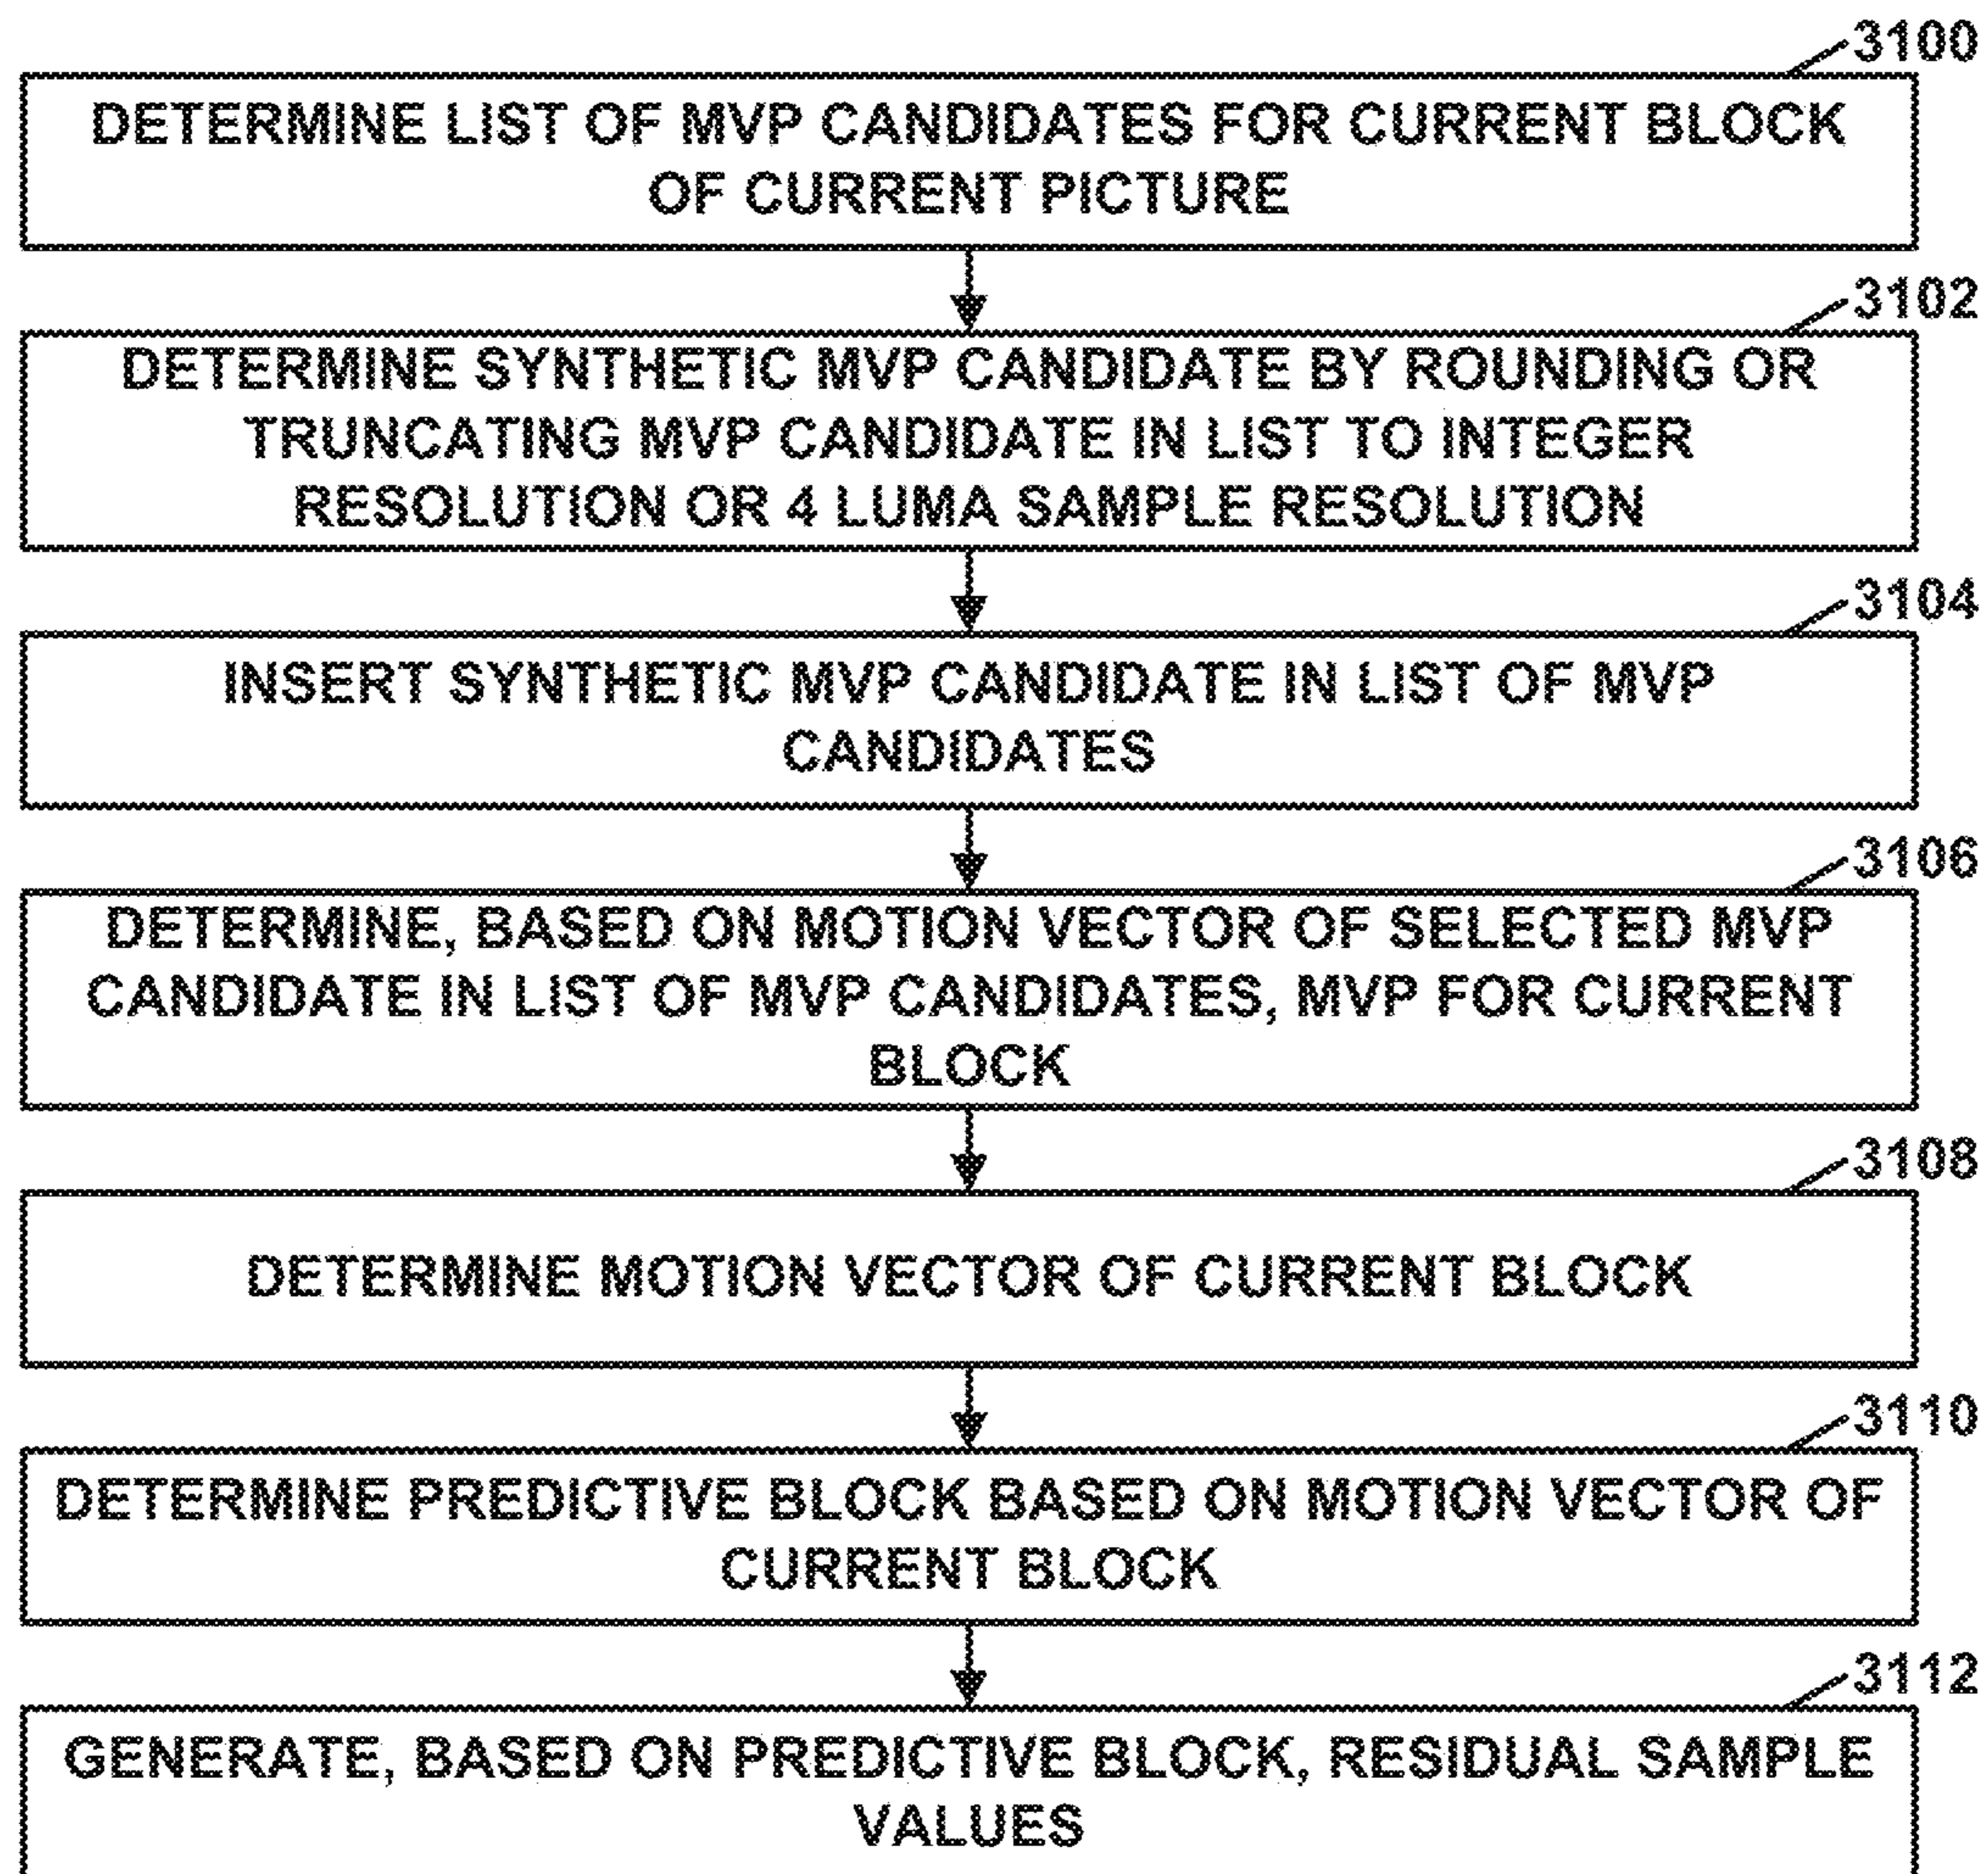 3100
DETERMINE LIST OF MVP CANDIDATES FOR CURRENT BLOCK
OF CURRENT PICTURE
3102
DETERMINE SYNTHETIC MVP CANDIDATE BY ROUNDING OR
TRUNCATING MVP CANDIDATE IN LIST TO INTEGER
RESOLUTION OR 4 LUMA SAMPLE RESOLUTION
3104
INSERT SYNTHETIC MVP CANDIDATE IN LIST OF MVP
CANDIDATES
3106
DETERMINE, BASED ON MOTION VECTOR OF SELECTED MVP
CANDIDATE IN LIST OF MVP CANDIDATES, MVP FOR CURRENT
BLOCK
3108
DETERMINE MOTION VECTOR OF CURRENT BLOCK
3110
DETERMINE PREDICTIVE BLOCK BASED ON MOTION VECTOR OF
CURRENT BLOCK
3112
GENERATE, BASED ON PREDICTIVE BLOCK, RESIDUAL SAMPLE
VALUES